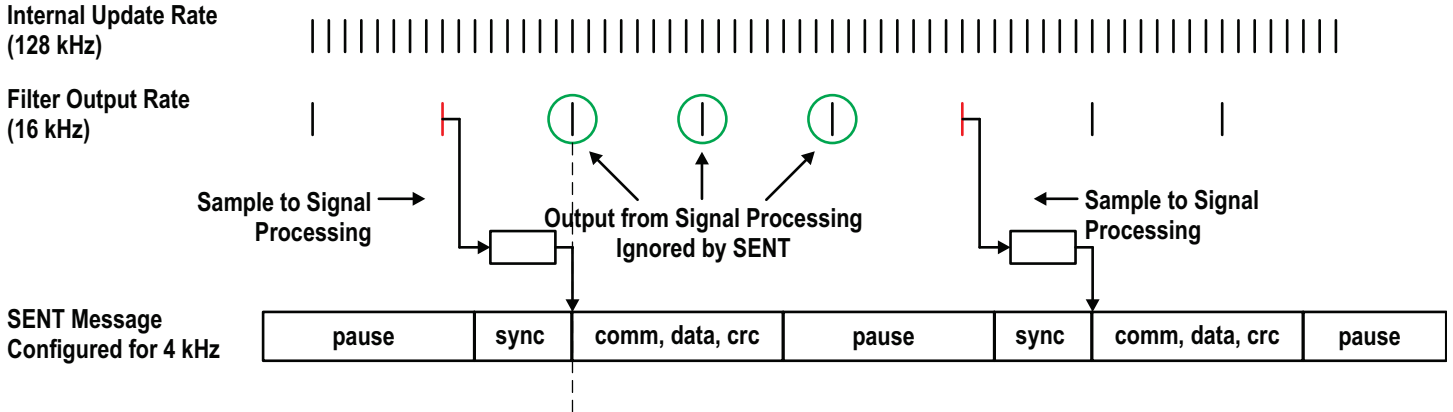 Internal Update Rate
(128 kHz)
Filter Output Rate
(16 kHz)
Sample to Signal
Processing
Output from Signal Processing
Ignored by SENT
Sample to Signal
Processing
SENT Message
Configured for 4 kHz
pause
sync
comm, data, crc
pause
sync
comm, data, crc
pause